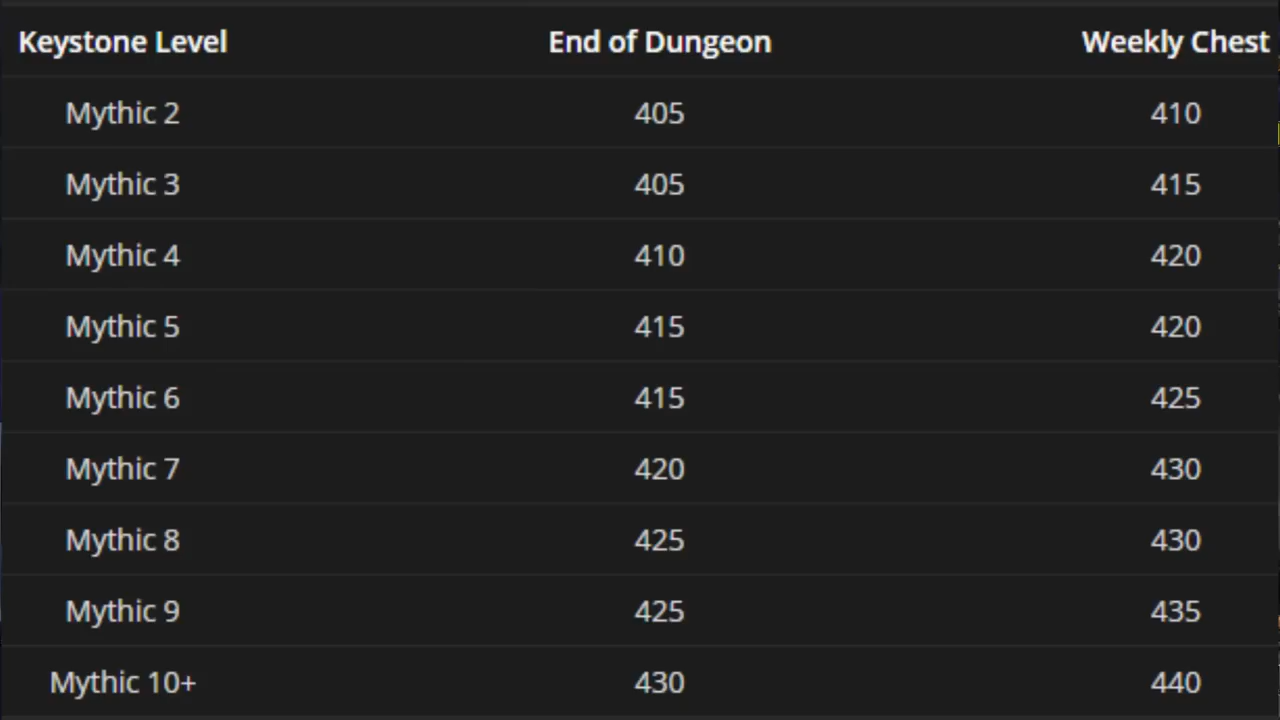 Keystone Level End of Dungeon Weekly Chest
Mythic 2 405 410
Mythic 3 405 415
Mythic 4 410 420
Mythic 5 415 420
Mythic 6 415 425
Mythic 7 420 430
Mythic 8 425 430
Mythic 9 425 435
Mythic 10+ 430 440